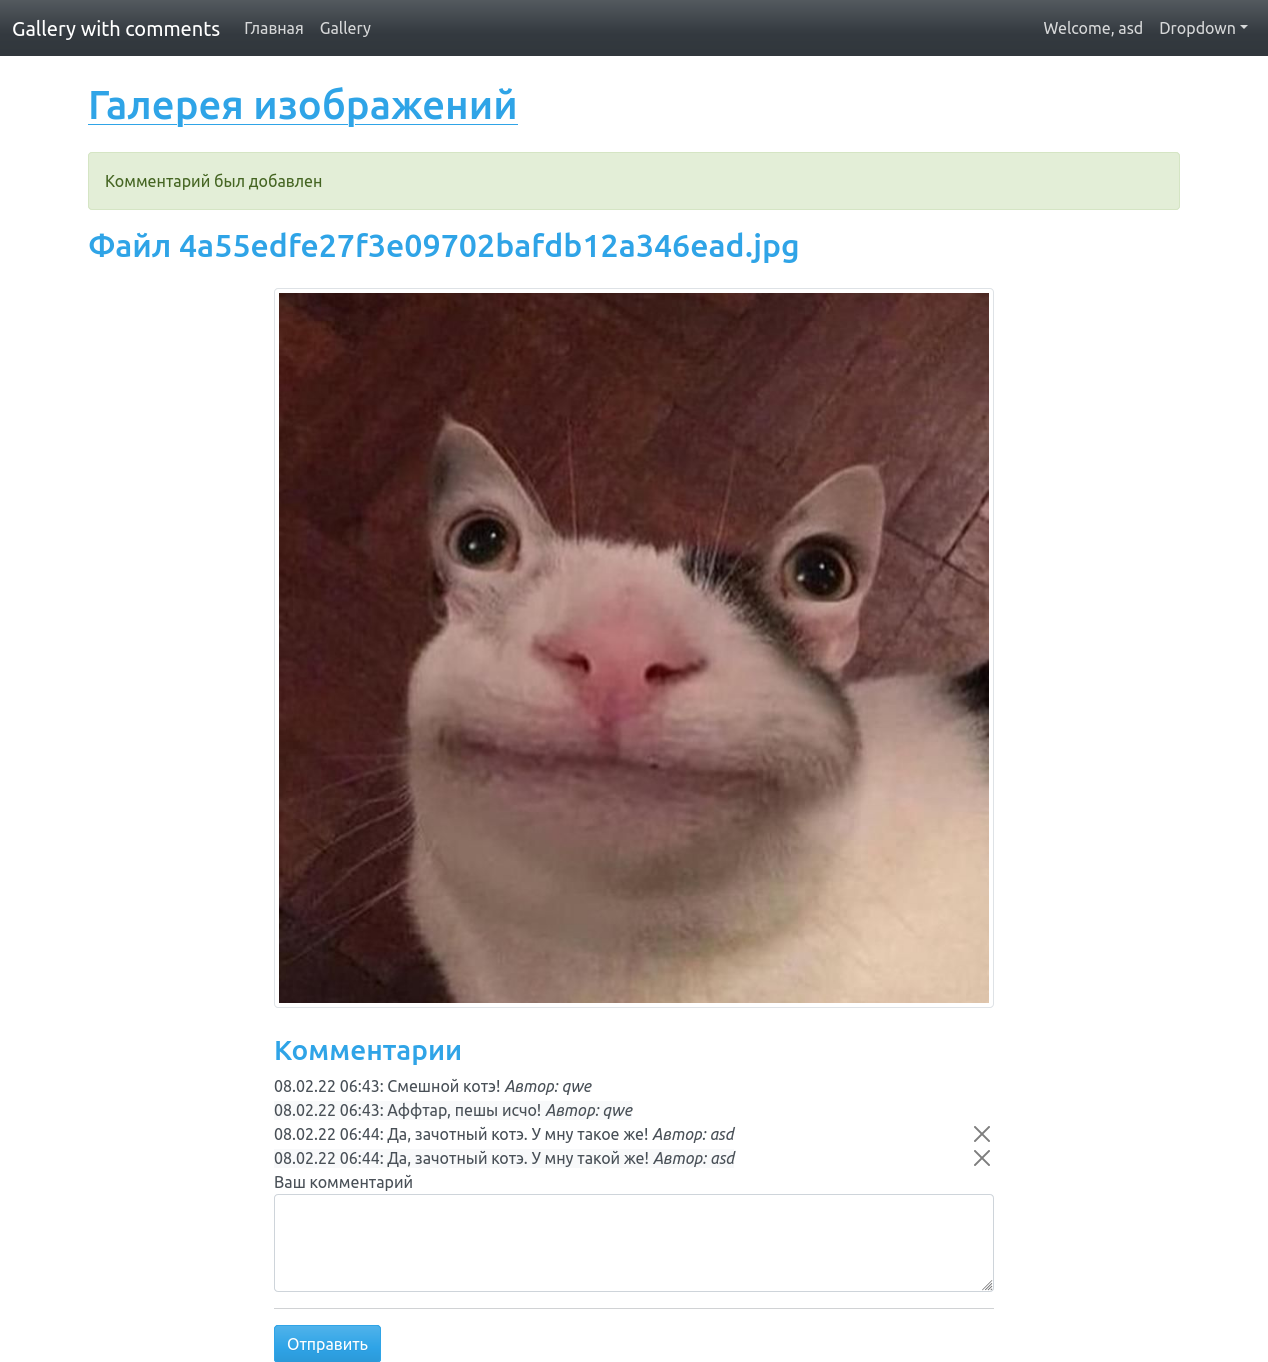 Gallery with comments Главная Gallery Welcome, asd Dropdown
Галерея изображений
Комментарий был добавлен
Файл 4a55edfe27f3e09702bafdb12a346ead.jpg
Комментарии
08.02.22 06:43: Смешной котэ! Автор: qwe
08.02.22 06:43: Аффтар, пешы исчо! Автор: qwe
08.02.22 06:44: Да, зачотный котэ. У мну такое же! Автор: asd
08.02.22 06:44: Да, зачотный котэ. У мну такой же! Автор: asd
Ваш комментарий
Отправить